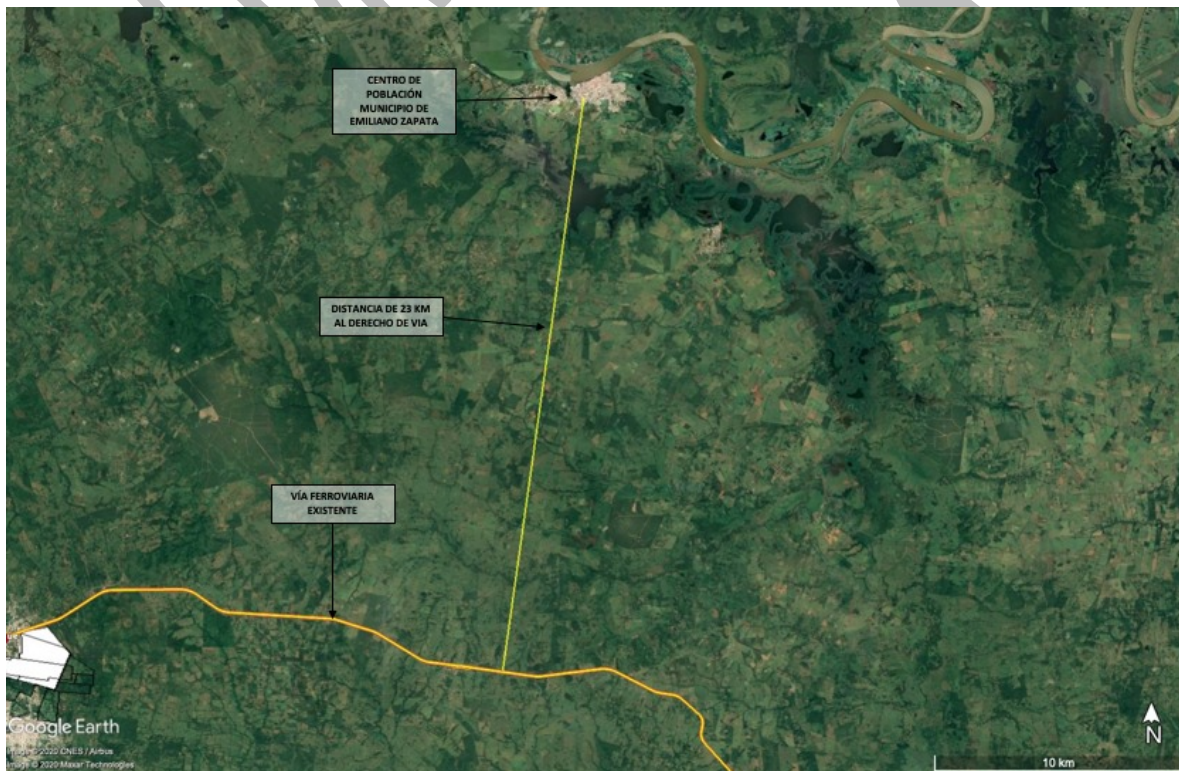 CENTRO DE
POBLACIÓN
MUNICIPIO DE
EMILIANO ZAPATA
DISTANCIA DE 23 KM
AL DERECHO DE VIA
VÍA FERROVIARIA
EXISTENTE
Google Earth
Image © 2020 CNES / Airbus
Image © 2020 Maxar Technologies
N
10 km